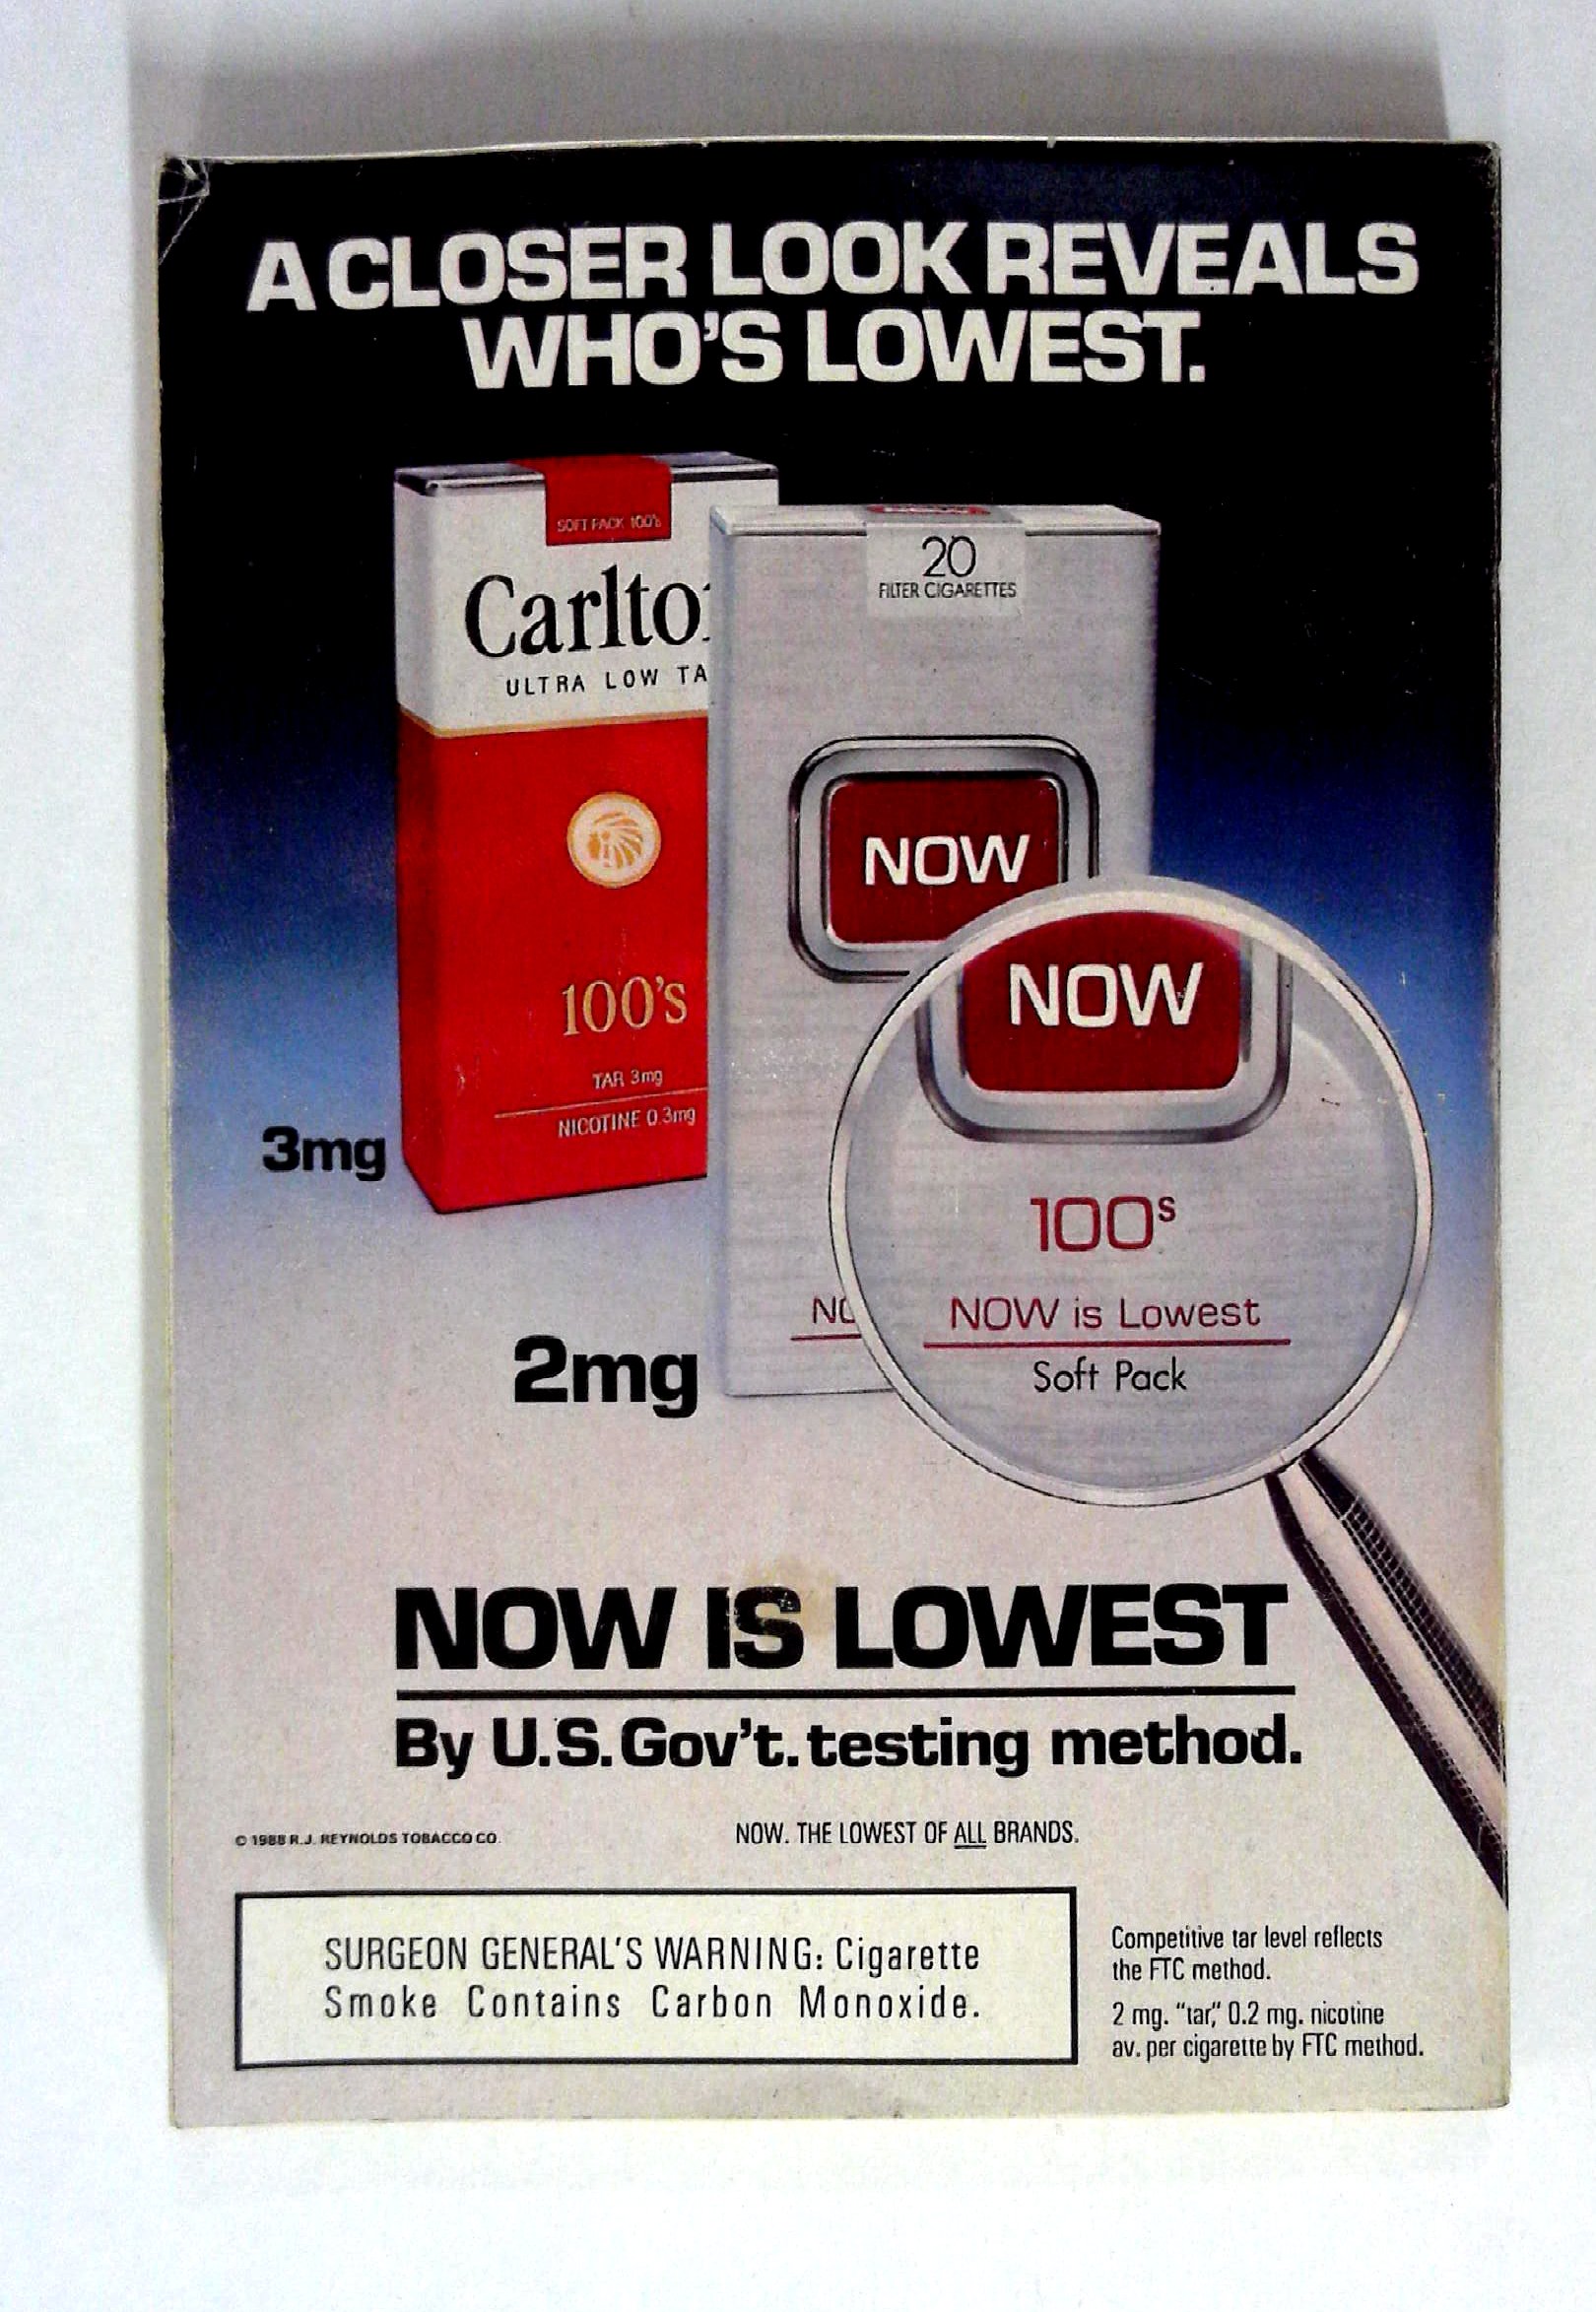 A CLOSER LOOK REVEALS
WHO'S LOWEST.
SOFT PACK 100's
Carlto
ULTRA LOW TA
100's
TAR 3mg
NICOTINE 0.3mg
3mg
NOW
20
FILTER CIGARETTES
NOW
NOW
100s
NO
NOW is Lowest
Soft Pack
2mg
NOW IS LOWEST
By U.S. Gov't. testing method.
© 1988 R.J. REYNOLDS TOBACCO CO.
NOW. THE LOWEST OF ALL BRANDS.
SURGEON GENERAL'S WARNING: Cigarette
Smoke Contains Carbon Monoxide.
Competitive tar level reflects
the FTC method.
2 mg. "tar," 0.2 mg. nicotine
av. per cigarette by FTC method.